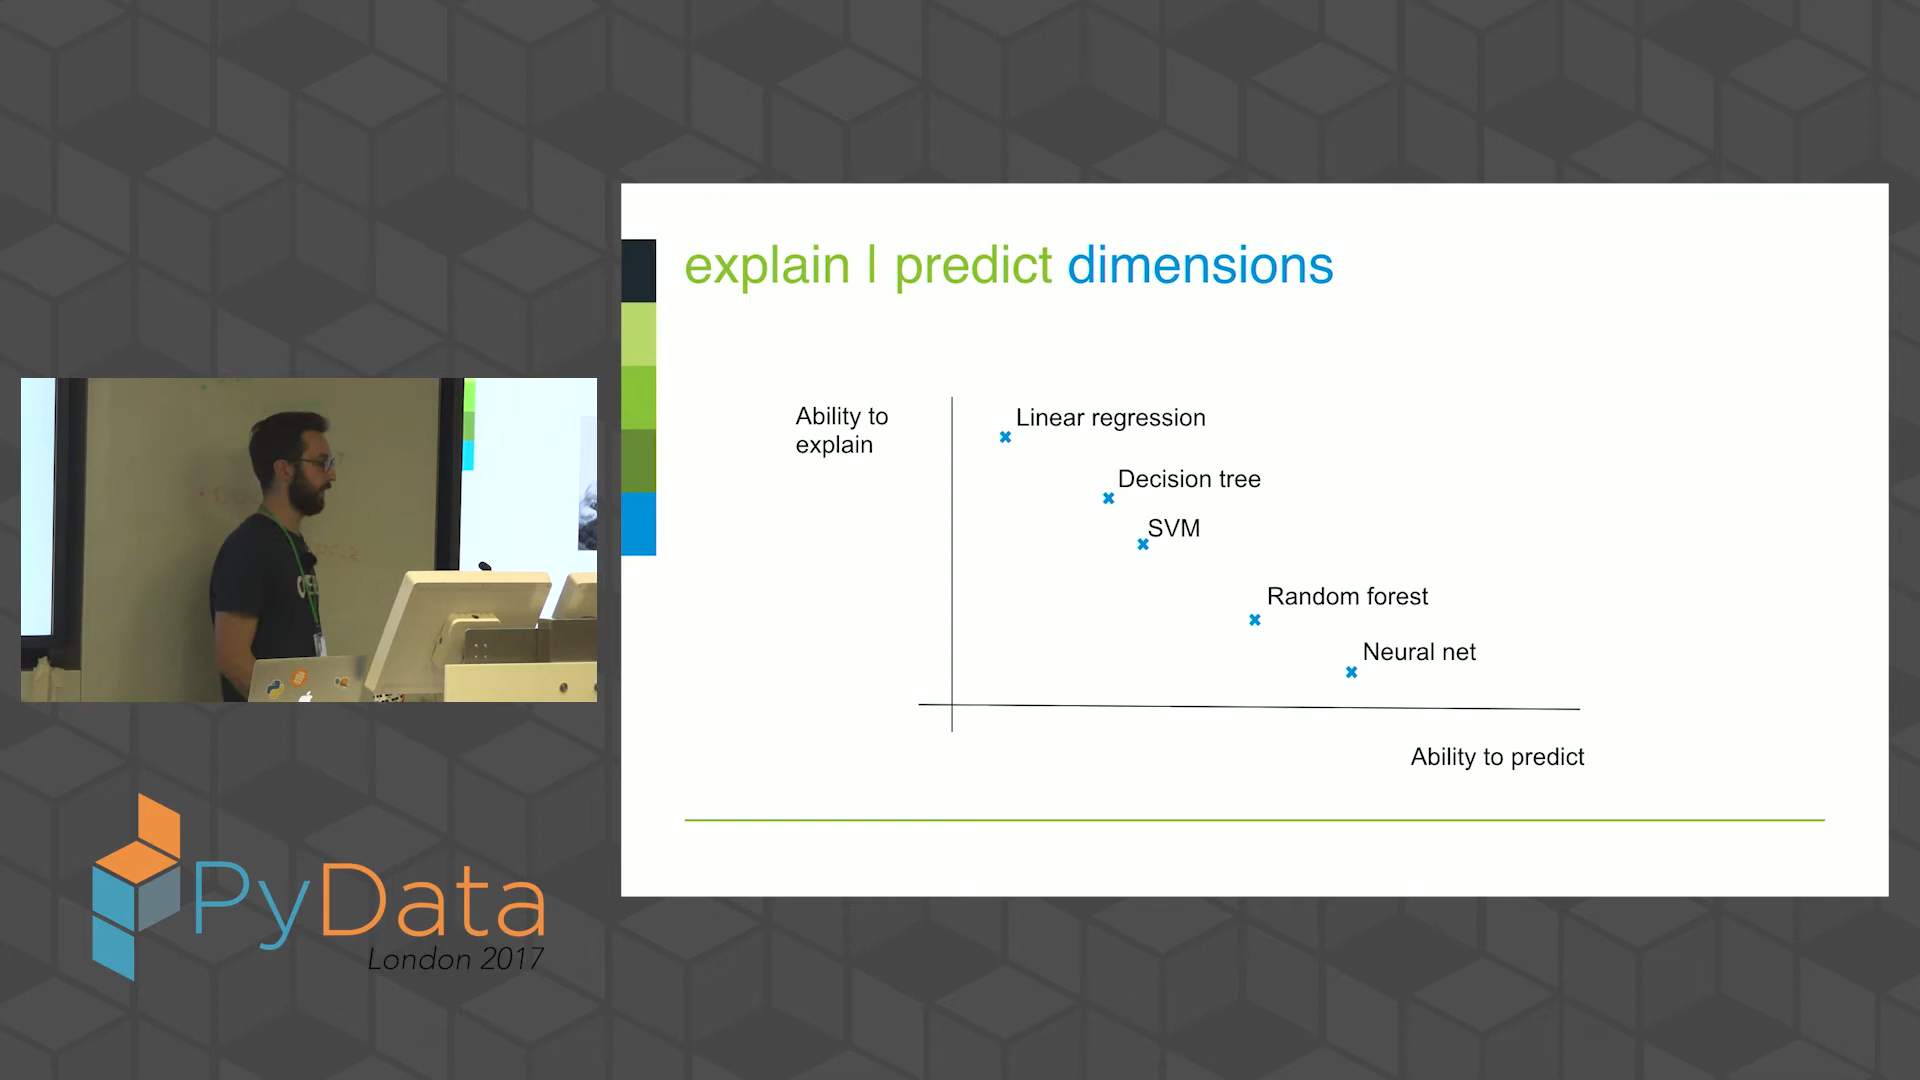 explain | predict dimensions
Ability to
explain
Linear regression
Decision tree
SVM
Random forest
Neural net
Ability to predict
PyData
London 2017